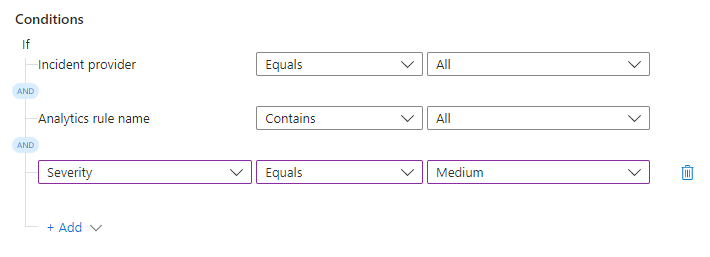 Conditions
If
Incident provider Equals All
AND
Analytics rule name Contains All
AND
Severity Equals Medium
+ Add